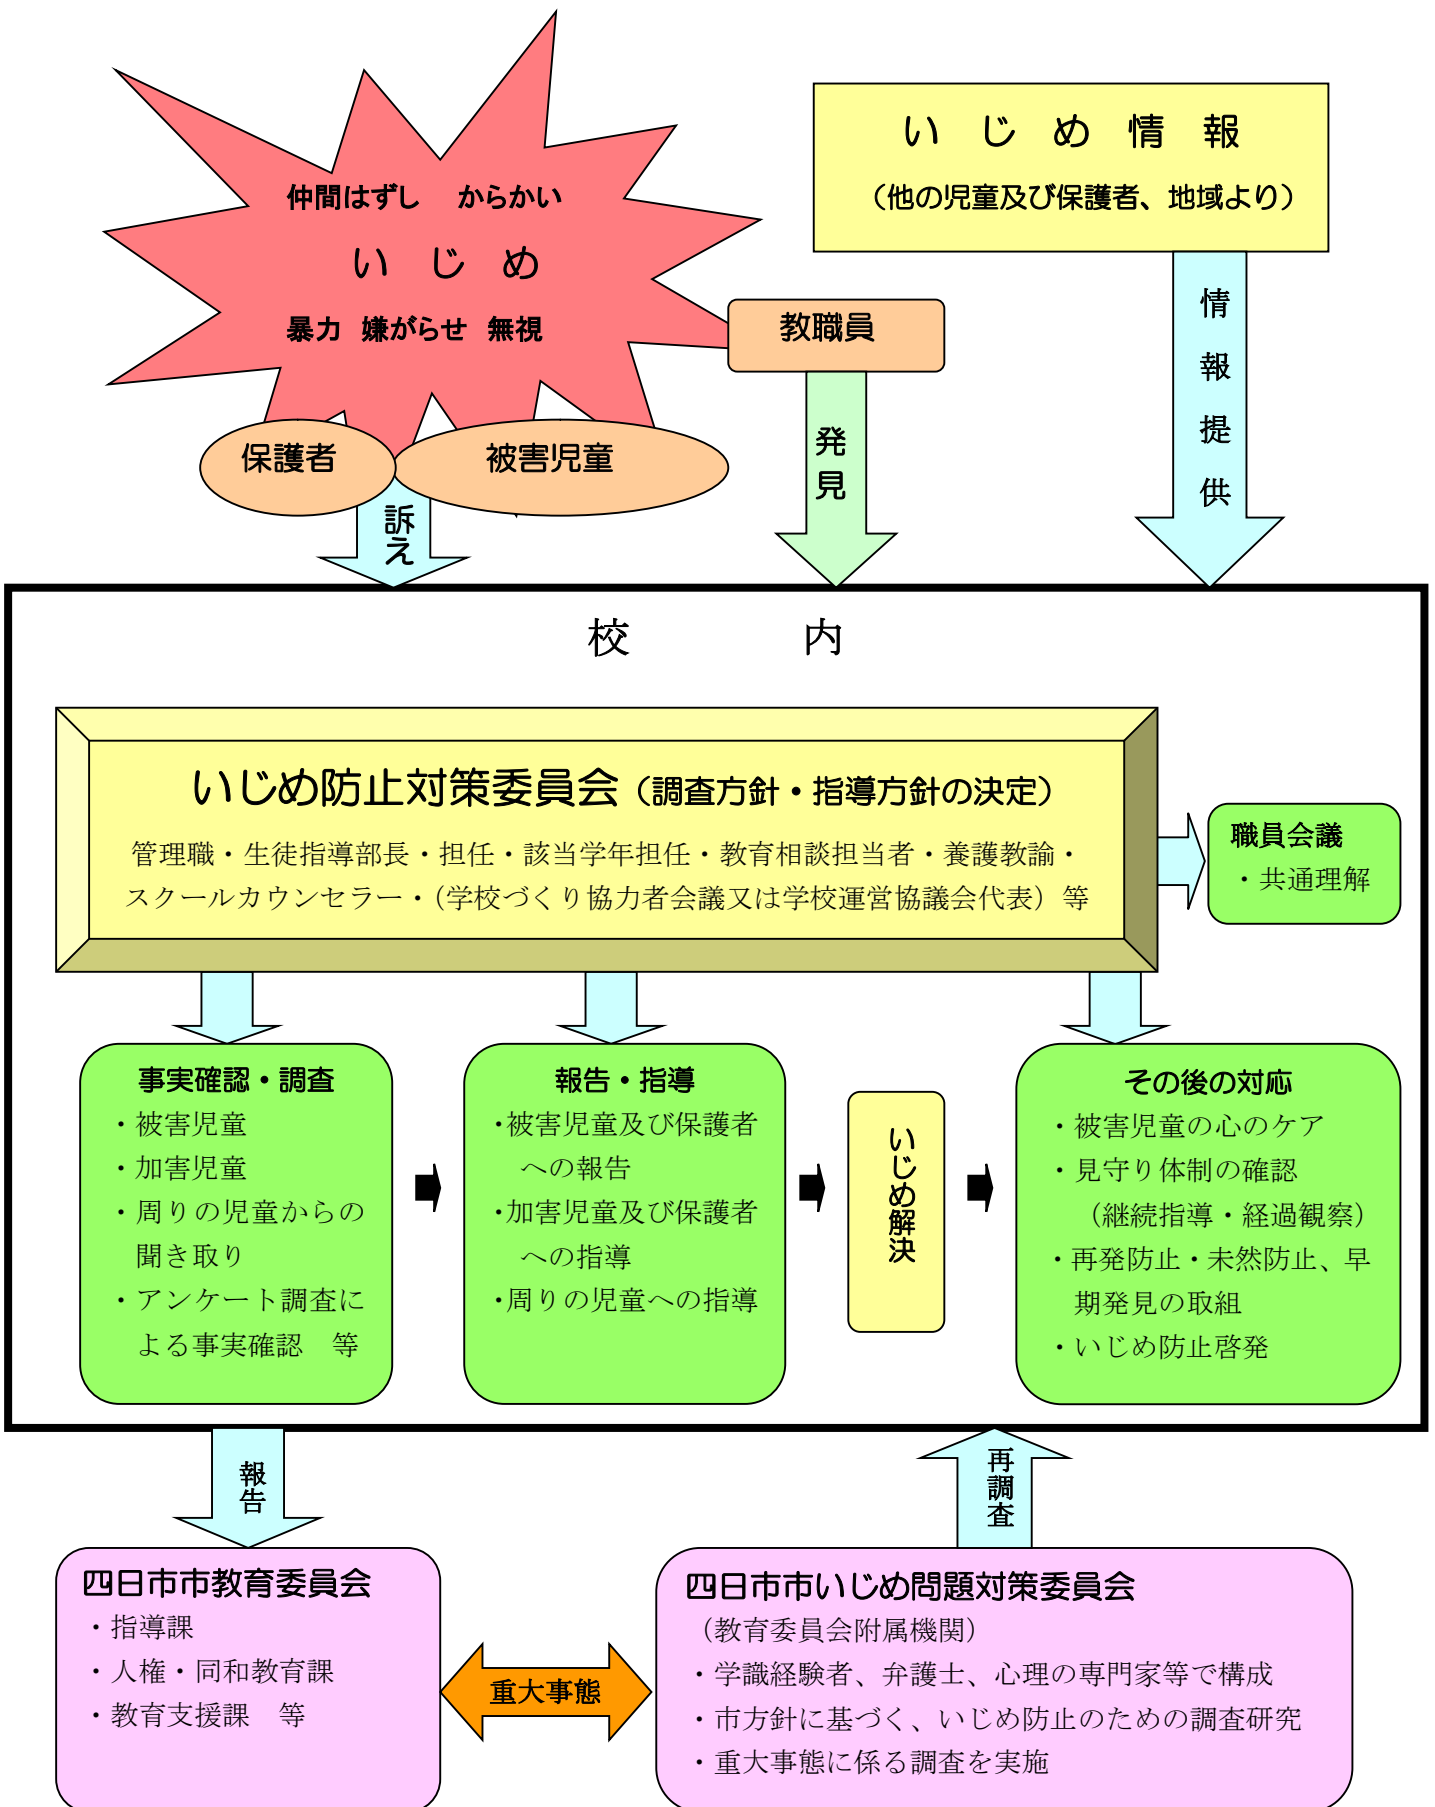 仲間はずし　からかい
い　じ　め
暴力　嫌がらせ　無視
い　じ　め　情　報
（他の児童及び保護者、地域より）
教職員
保護者
被害児童
訴え
発見
情報提供
校　内
いじめ防止対策委員会（調査方針・指導方針の決定）
管理職・生徒指導部長・担任・該当学年担任・教育相談担当者・養護教諭・
スクールカウンセラー・（学校づくり協力者会議又は学校運営協議会代表）等
職員会議
・共通理解
事実確認・調査
・被害児童
・加害児童
・周りの児童からの
聞き取り
・アンケート調査に
よる事実確認　等
報告・指導
・被害児童及び保護者
への報告
・加害児童及び保護者
への指導
・周りの児童への指導
いじめ解決
その後の対応
・被害児童の心のケア
・見守り体制の確認
（継続指導・経過観察）
・再発防止・未然防止、早
期発見の取組
・いじめ防止啓発
報告
再調査
四日市市教育委員会
・指導課
・人権・同和教育課
・教育支援課　等
重大事態
四日市市いじめ問題対策委員会
（教育委員会附属機関）
・学識経験者、弁護士、心理の専門家等で構成
・市方針に基づく、いじめ防止のための調査研究
・重大事態に係る調査を実施